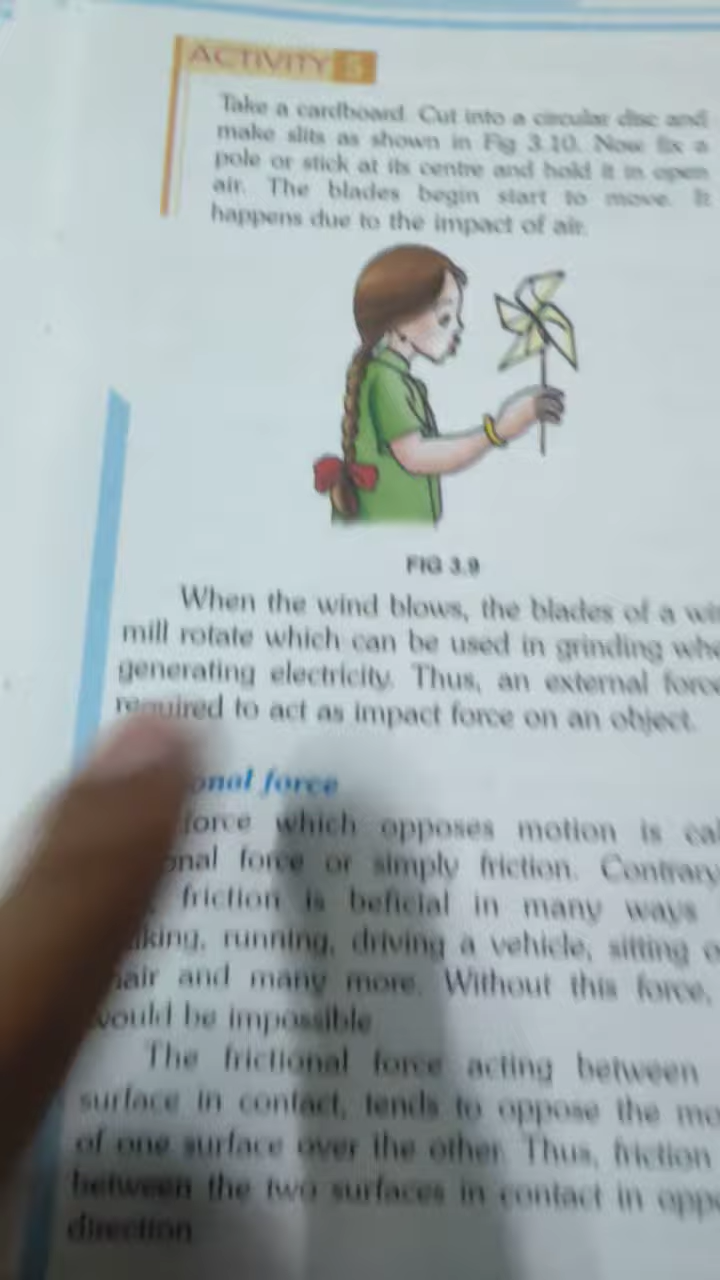 ACTIVITY 5
Take a cardboard. Cut into a circular disc and
make slits as shown in Fig 3.10. Now fix a
pole or stick at its centre and hold it in open
air. The blades begin start to move. It
happens due to the impact of air.
FIG 3.9
When the wind blows, the blades of a
mill rotate which can be used in grinding
generating electricity. Thus, an external force
required to act as impact force on an object.
onal force
force which opposes motion is
onal force or simply friction. Contrary
friction is beficial in many ways
king, running, driving a vehicle, sitting
hair and many more. Without this force,
would be impossible
The frictional force acting between
surface in contact, tends to oppose the
of one surface over the other. Thus, friction
between the two surfaces in contact in
direction